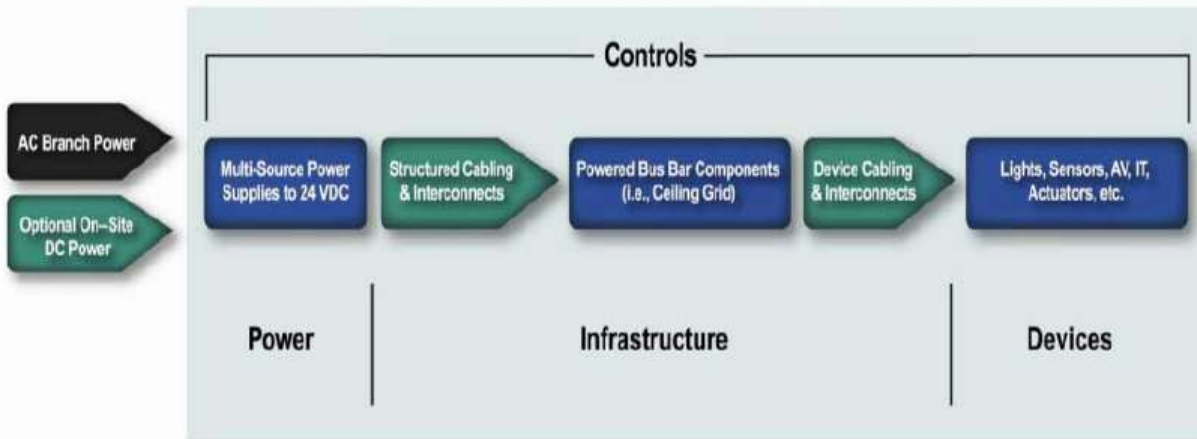 Controls
AC Branch Power
Optional On–Site
DC Power
Multi-Source Power
Supplies to 24 VDC
Structured Cabling
& Interconnects
Powered Bus Bar Components
(i.e., Ceiling Grid)
Device Cabling
& Interconnects
Lights, Sensors, AV, IT,
Actuators, etc.
Power
Infrastructure
Devices